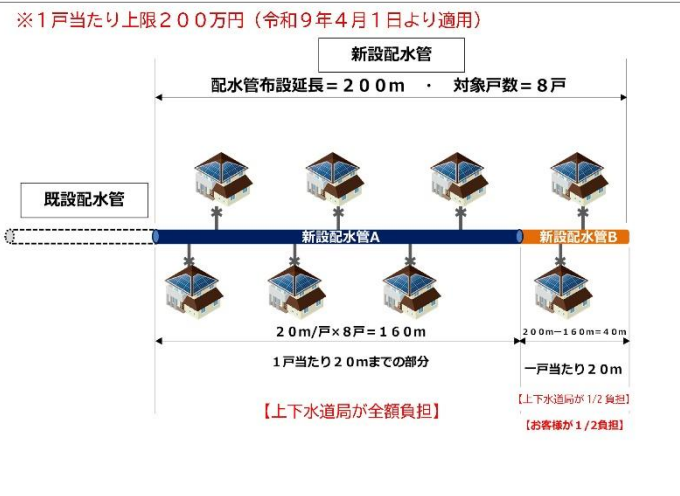 ※１戸当たり上限２００万円（令和９年４月１日より適用）
新設配水管
配水管布設延長＝２００ｍ　・　対象戸数＝８戸
既設配水管
新設配水管A
新設配水管B
２０ｍ/戸×８戸＝１６０ｍ
２００ｍ－１６０ｍ＝４０ｍ
１戸当たり２０ｍまでの部分
一戸当たり２０ｍ
【上下水道局が全額負担】
【上下水道局が 1/2 負担】
【お客様が１/2負担】